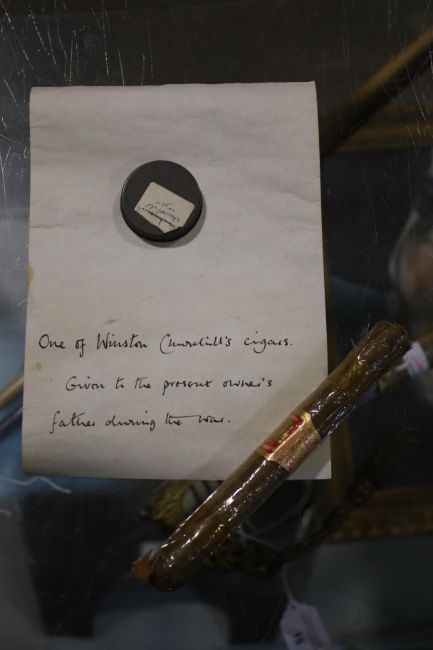 One of Winston Churchill's cigars.
Given to the present owner's
father during the war.